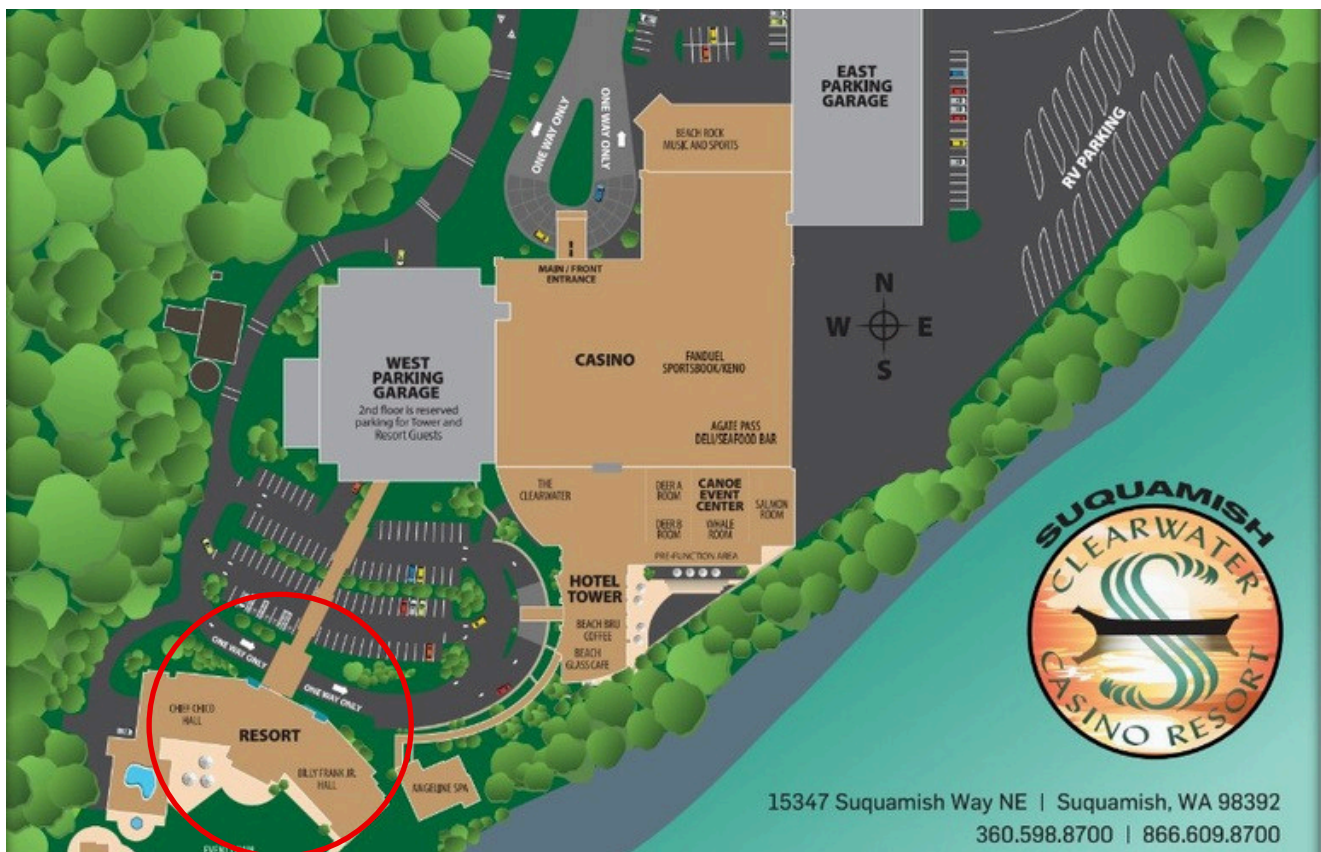 ONE WAY ONLY
ONE WAY ONLY
BEACH ROCK
MUSIC AND SPORTS
EAST
PARKING
GARAGE
RV PARKING
MAIN / FRONT
ENTRANCE
N
W E
S
WEST
PARKING
GARAGE
2nd floor is reserved
parking for Tower and
Resort Guests
CASINO
FANDUEL
SPORTSBOOK/KENO
AGATE PASS
DELI/SEAFOOD BAR
THE
CLEARWATER
DEER A
ROOM
CANOE
EVENT
CENTER
SALMON
ROOM
DEER B
ROOM
WHALE
ROOM
PRE-FUNCTION AREA
HOTEL
TOWER
BEACH BRU
COFFEE
BEACH
GLASS CAFE
ONE WAY ONLY
ONE WAY ONLY
CHIEF CHICO
HALL
RESORT
BILLY FRANK JR.
HALL
ANGELINE SPA
SUQUAMISH
CLEARWATER
S
CASINO RESORT
15347 Suquamish Way NE | Suquamish, WA 98392
360.598.8700 | 866.609.8700